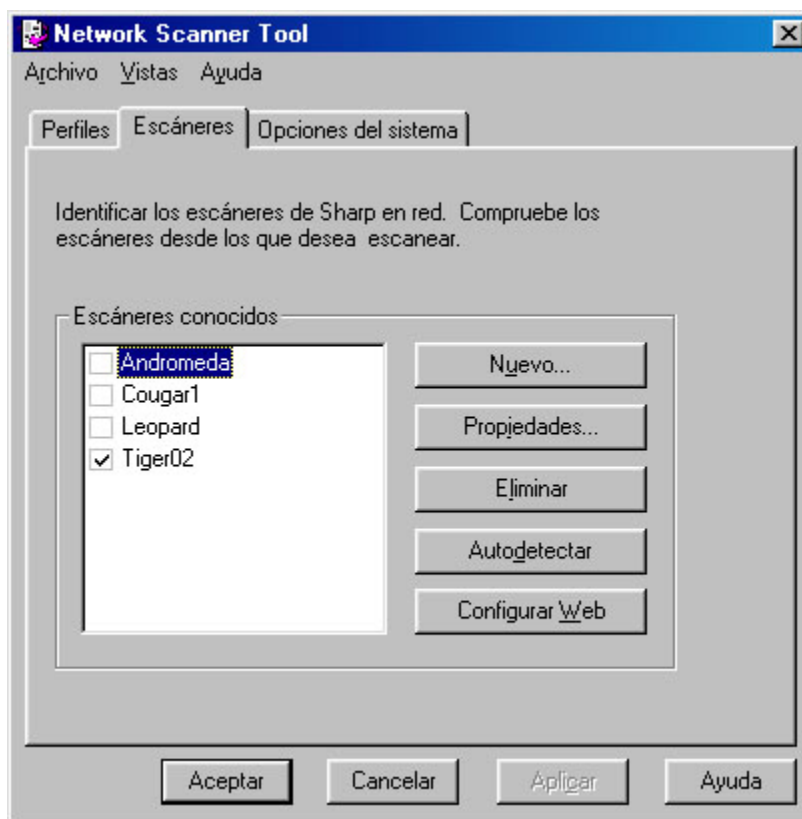 Network Scanner Tool
Archivo Vistas Ayuda
Perfiles Escáneres Opciones del sistema
Identificar los escáneres de Sharp en red. Compruebe los
escáneres desde los que desea escanear.
Escáneres conocidos
Andromeda
Cougar1
Leopard
Tiger02
Nuevo...
Propiedades...
Eliminar
Autodetectar
Configurar Web
Aceptar Cancelar Aplicar Ayuda